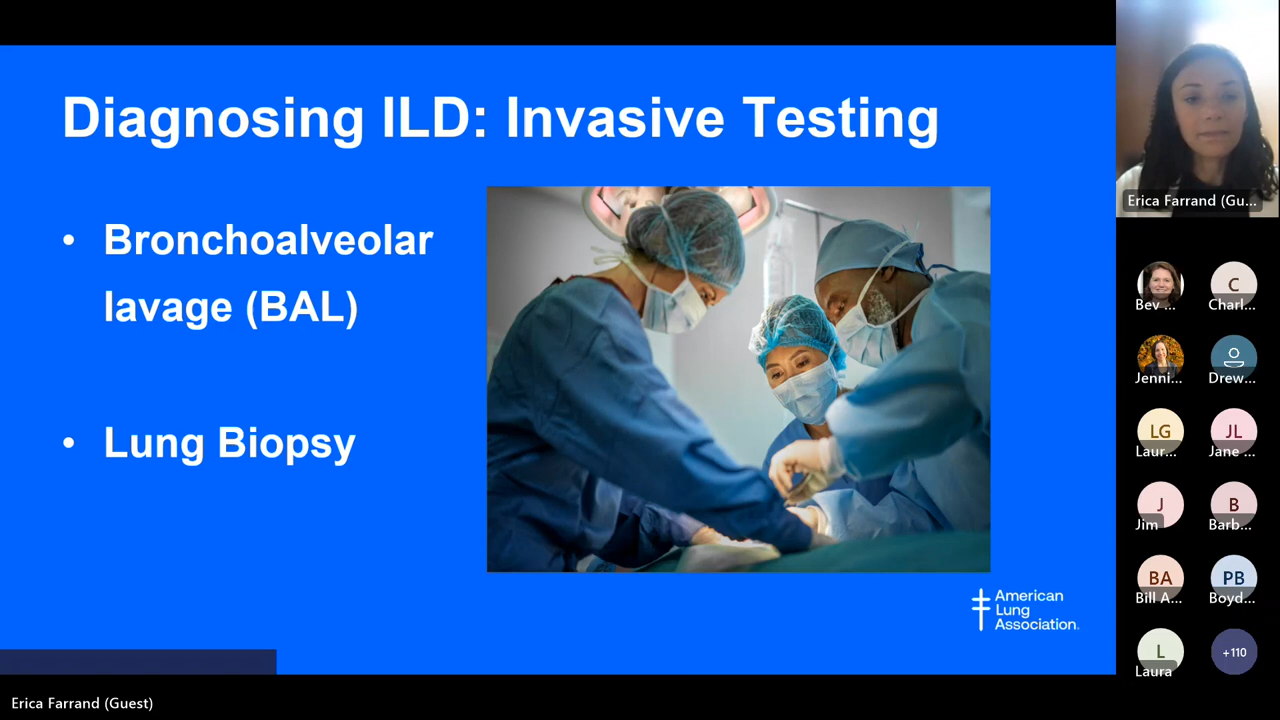 Diagnosing ILD: Invasive Testing
• Bronchoalveolar
lavage (BAL)
• Lung Biopsy
American
Lung
Association.
Erica Farrand (Gu...
Bev ...
C
Charl...
Jenni...
Drew...
LG
Laur...
JL
Jane ...
J
Jim
B
Barb...
BA
Bill A...
PB
Boyd...
L
Laura
+110
Erica Farrand (Guest)